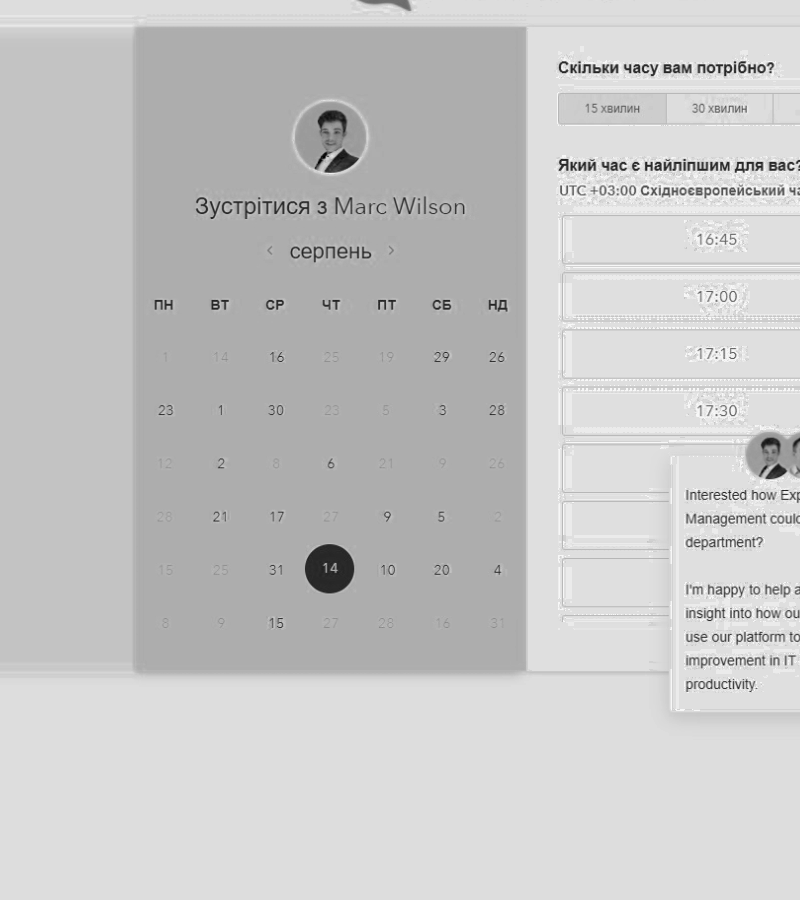 Зустрітися з Marc Wilson
серпень
ПН ВТ СР ЧТ ПТ СБ НД
1 14 16 25 19 29 26
23 1 30 23 5 3 28
12 2 8 6 21 9 26
28 21 17 27 9 5 2
15 25 31 14 10 20 4
8 9 15 27 28 16 31
Скільки часу вам потрібно?
15 хвилин 30 хвилин
Який час є найліпшим для вас?
UTC +03:00 Східноєвропейський ча
16:45
17:00
17:15
17:30
Interested how Exp
Management could
department?
I'm happy to help a
insight into how ou
use our platform to
improvement in IT
productivity.